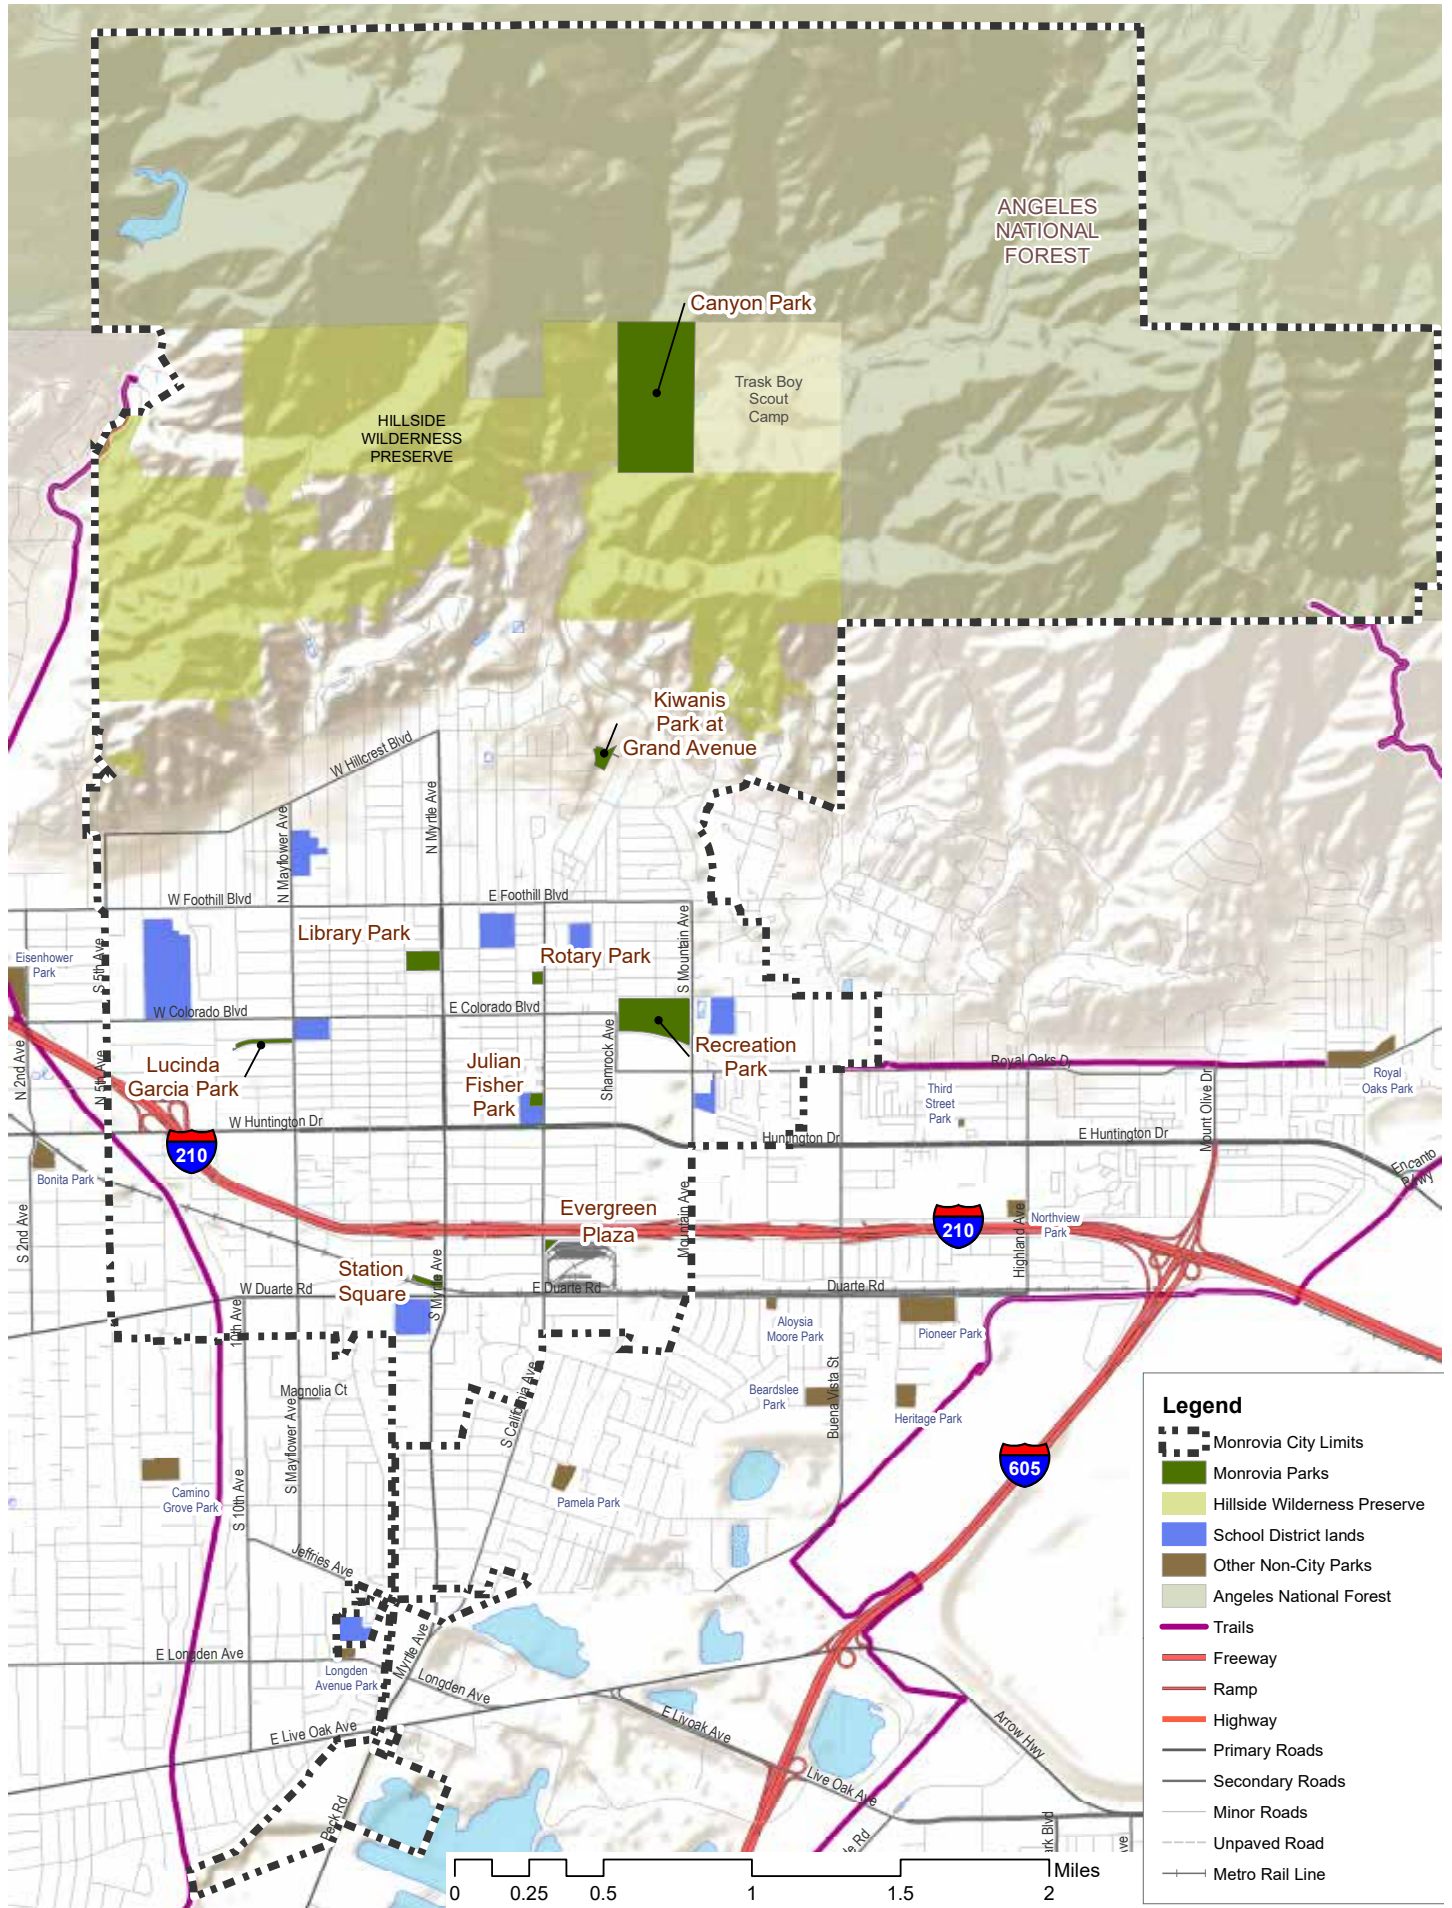 ANGELES
NATIONAL
FOREST
Canyon Park
Trask Boy
Scout
Camp
HILLSIDE
WILDERNESS
PRESERVE
Kiwanis
Park at
Grand Avenue
W Hillcrest Blvd
N Myrtle Ave
N Mayflower Ave
W Foothill Blvd
E Foothill Blvd
Library Park
Rotary Park
S Mountain Ave
Eisenhower
Park
S 5th Ave
W Colorado Blvd
E Colorado Blvd
Shamrock Ave
Recreation
Park
Lucinda
Garcia Park
Julian
Fisher
Park
N 2nd Ave
N 5th Ave
Royal Oaks Dr
Royal
Oaks Park
Third
Street
Park
Mount Olive Dr
W Huntington Dr
Huntington Dr
E Huntington Dr
210
Bonita Park
Encanto
Pkwy
S 2nd Ave
Evergreen
Plaza
Mountain Ave
210
Highland Ave
Northview
Park
Station
Square
S Myrtle Ave
W Duarte Rd
E Duarte Rd
Duarte Rd
10th Ave
Aloysia
Moore Park
Pioneer Park
Magnolia Ct
S Mayflower Ave
S California Ave
Beardslee
Park
Buena Vista St
Heritage Park
605
Camino
Grove Park
S 10th Ave
Pamela Park
Jeffries Ave
E Longden Ave
Longden
Avenue Park
Myrtle Ave
Longden Ave
E Live Oak Ave
E Livoak Ave
Arrow Hwy
Live Oak Ave
Peck Rd
de Rd
ark Blvd
Ave
0
0.25
0.5
1
1.5
2
Miles
Legend
Monrovia City Limits
Monrovia Parks
Hillside Wilderness Preserve
School District lands
Other Non-City Parks
Angeles National Forest
Trails
Freeway
Ramp
Highway
Primary Roads
Secondary Roads
Minor Roads
Unpaved Road
Metro Rail Line